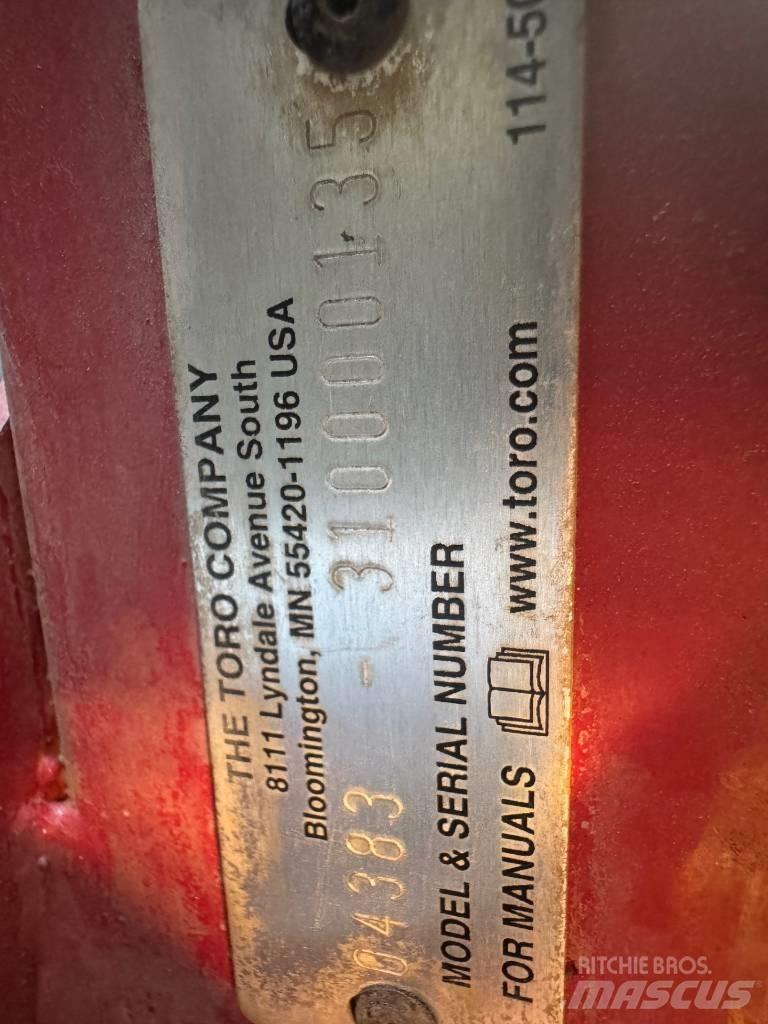 THE TORO COMPANY
8111 Lyndale Avenue South
Bloomington, MN 55420-1196 USA
04383 - 310000135
MODEL & SERIAL NUMBER
FOR MANUALS www.toro.com
RITCHIE BROS.
MASCUS